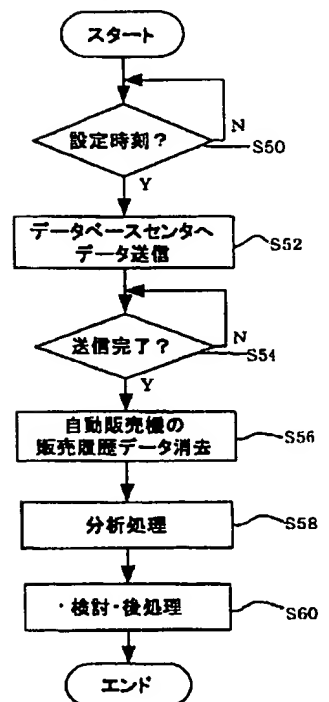 スタート
設定時刻？
N
S50
Y
データベースセンタへ
データ送信
S52
送信完了？
N
S54
Y
自動販売機の
販売履歴データ消去
S56
分析処理
S58
・検討・後処理
S60
エンド